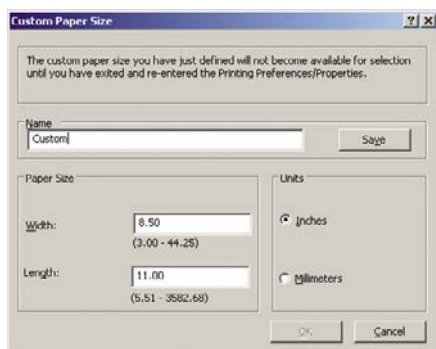 Custom Paper Size
The custom paper size you have just defined will not become available for selection
until you have exited and re-entered the Printing Preferences/Properties.
Name
Custom
Save
Paper Size
Width:
8.50
(3.00 - 44.25)
Length:
11.00
(5.51 - 3582.68)
Units
Inches
Millimeters
OK
Cancel